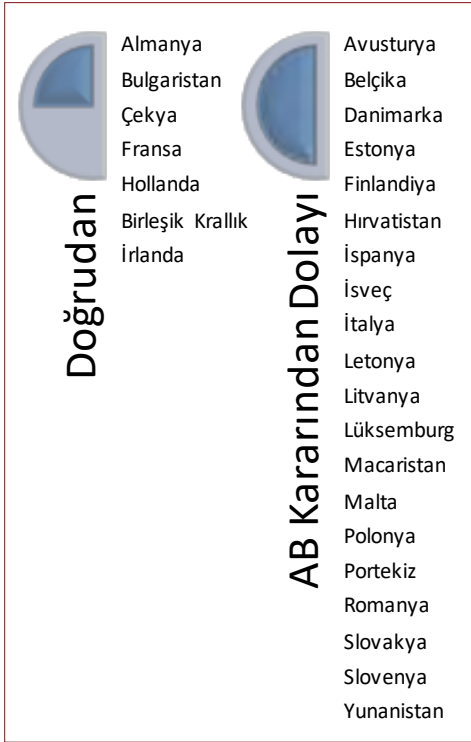 Doğrudan
Almanya
Bulgaristan
Çekya
Fransa
Hollanda
Birleşik Krallık
İrlanda
AB Kararından Dolayı
Avusturya
Belçika
Danimarka
Estonya
Finlandiya
Hırvatistan
İspanya
İsveç
İtalya
Letonya
Litvanya
Lüksemburg
Macaristan
Malta
Polonya
Portekiz
Romanya
Slovakya
Slovenya
Yunanistan